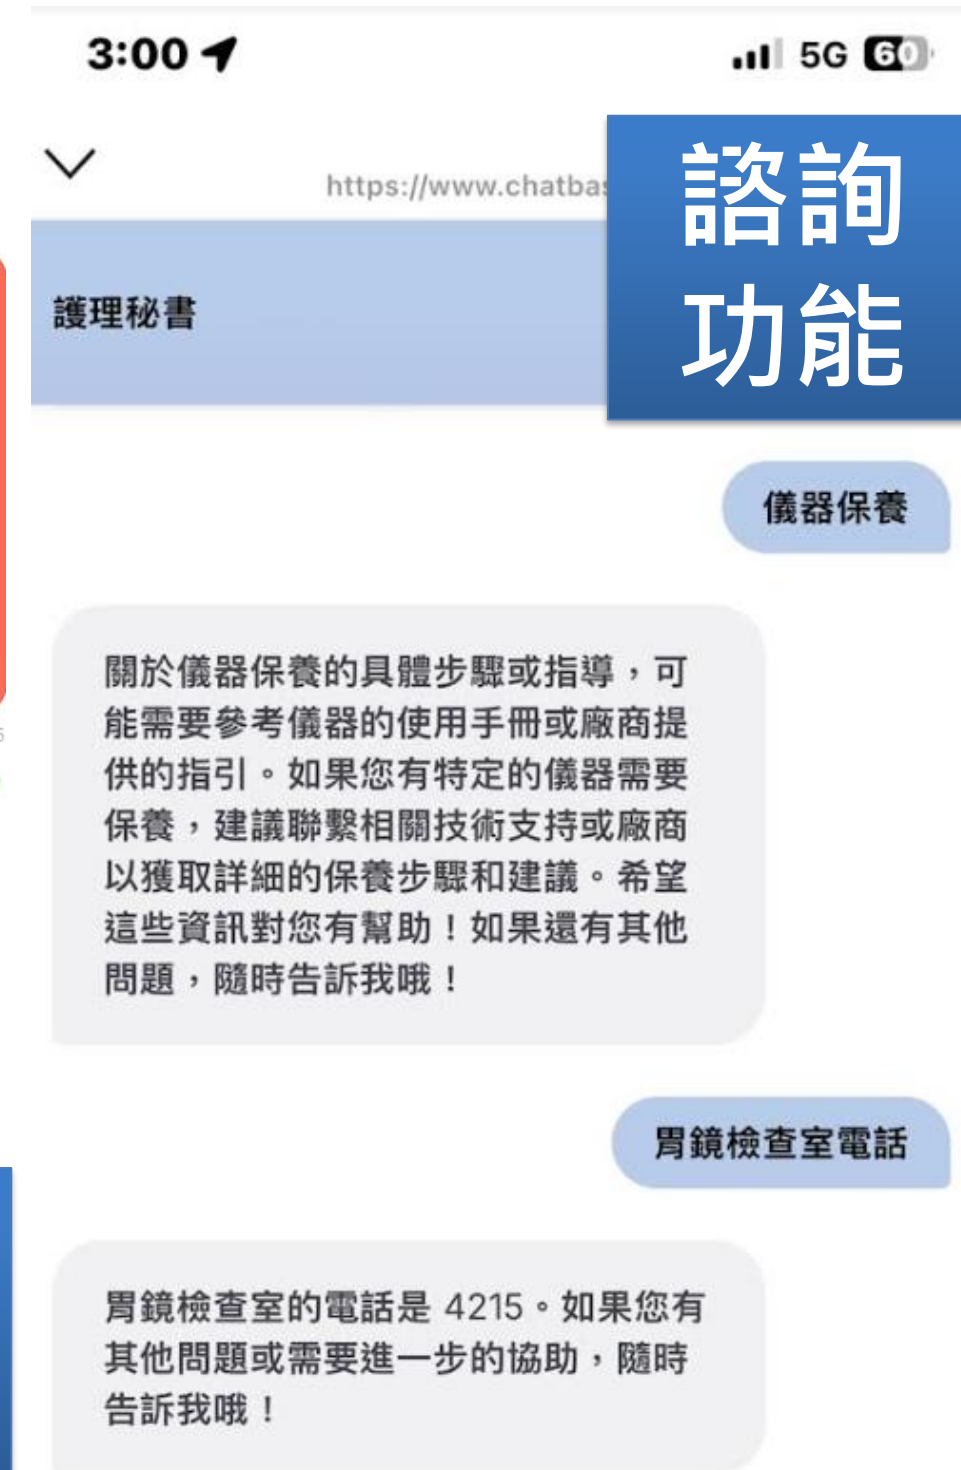 3:00
5G 60
https://www.chatbas
諮詢
功能
護理秘書
儀器保養
關於儀器保養的具體步驟或指導，可
能需要參考儀器的使用手冊或廠商提
供的指引。如果您有特定的儀器需要
保養，建議聯繫相關技術支持或廠商
以獲取詳細的保養步驟和建議。希望
這些資訊對您有幫助！如果還有其他
問題，隨時告訴我哦！
胃鏡檢查室電話
胃鏡檢查室的電話是 4215。如果您有
其他問題或需要進一步的協助，隨時
告訴我哦！